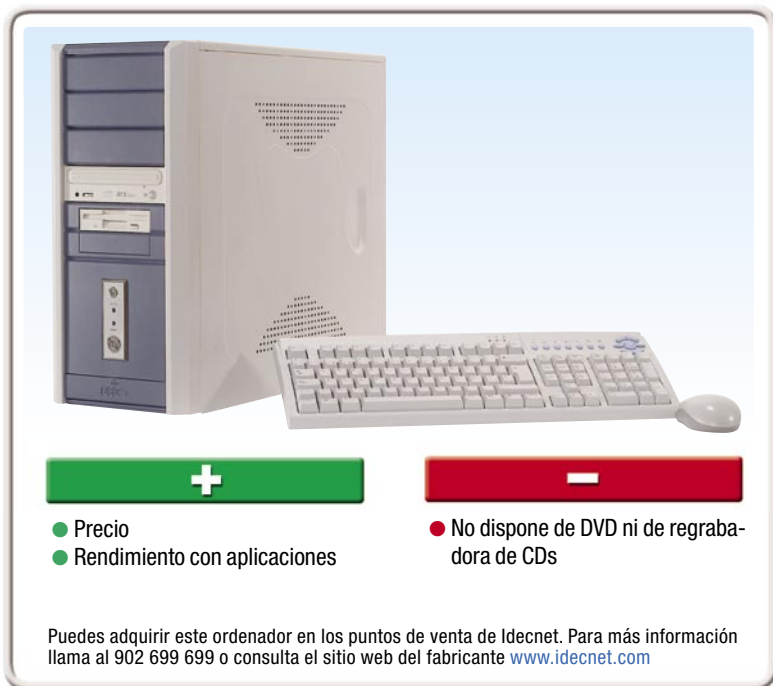 +
-
● Precio
● Rendimiento con aplicaciones
● No dispone de DVD ni de regraba-
dora de CDs
Puedes adquirir este ordenador en los puntos de venta de Idecnet. Para más información
llama al 902 699 699 o consulta el sitio web del fabricante www.idecnet.com